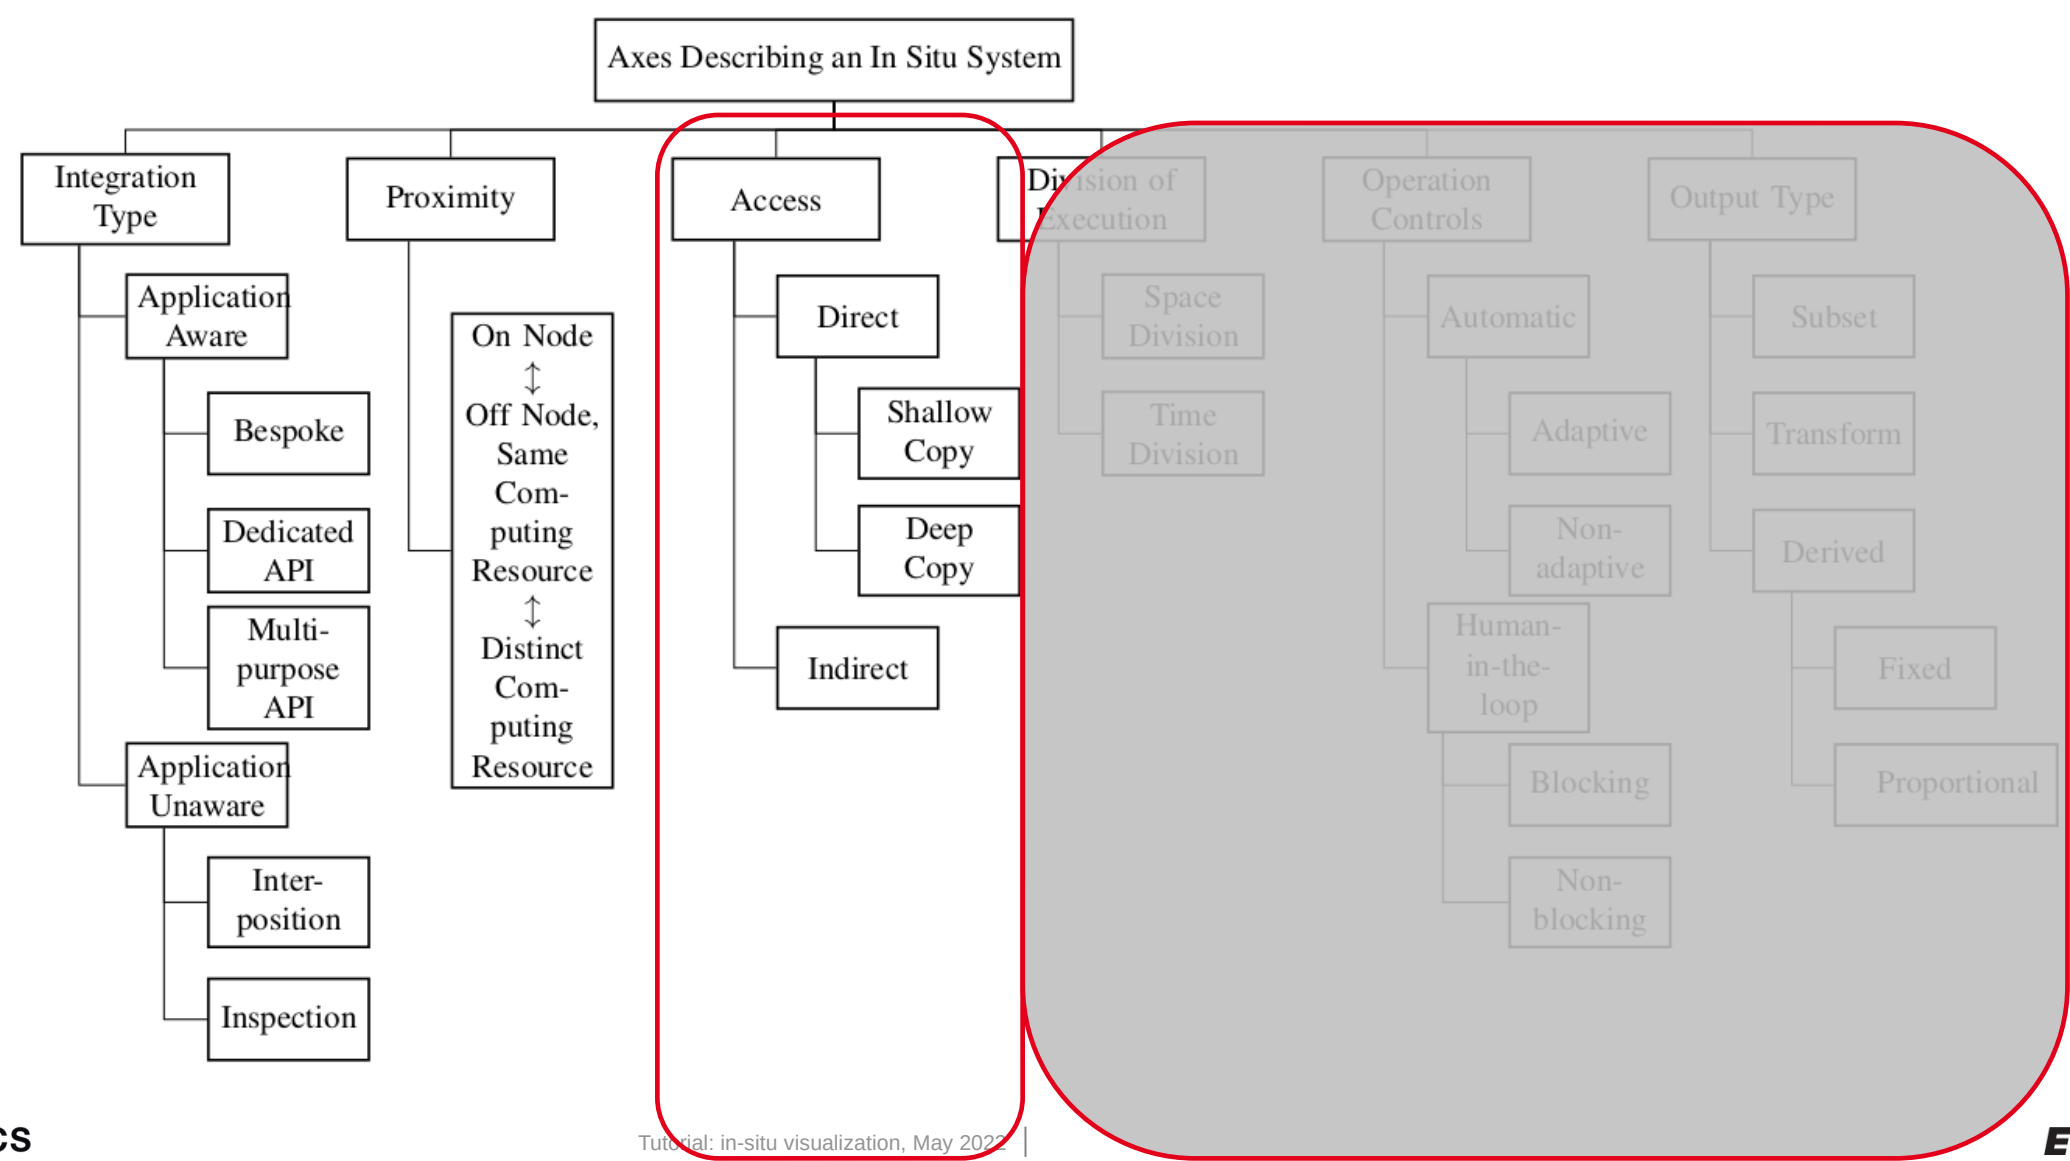 Axes Describing an In Situ System
Integration
Type
Application
Aware
Bespoke
Dedicated
API
Multi-
purpose
API
Application
Unaware
Inter-
position
Inspection
Proximity
On Node
↕
Off Node,
Same
Com-
puting
Resource
↕
Distinct
Com-
puting
Resource
Access
Direct
Shallow
Copy
Deep
Copy
Indirect
Division of
Execution
Space
Division
Time
Division
Operation
Controls
Automatic
Adaptive
Non-
adaptive
Human-
in-the-
loop
Blocking
Non-
blocking
Output Type
Subset
Transform
Derived
Fixed
Proportional
cs
Tutorial: in-situ visualization, May 2022
E